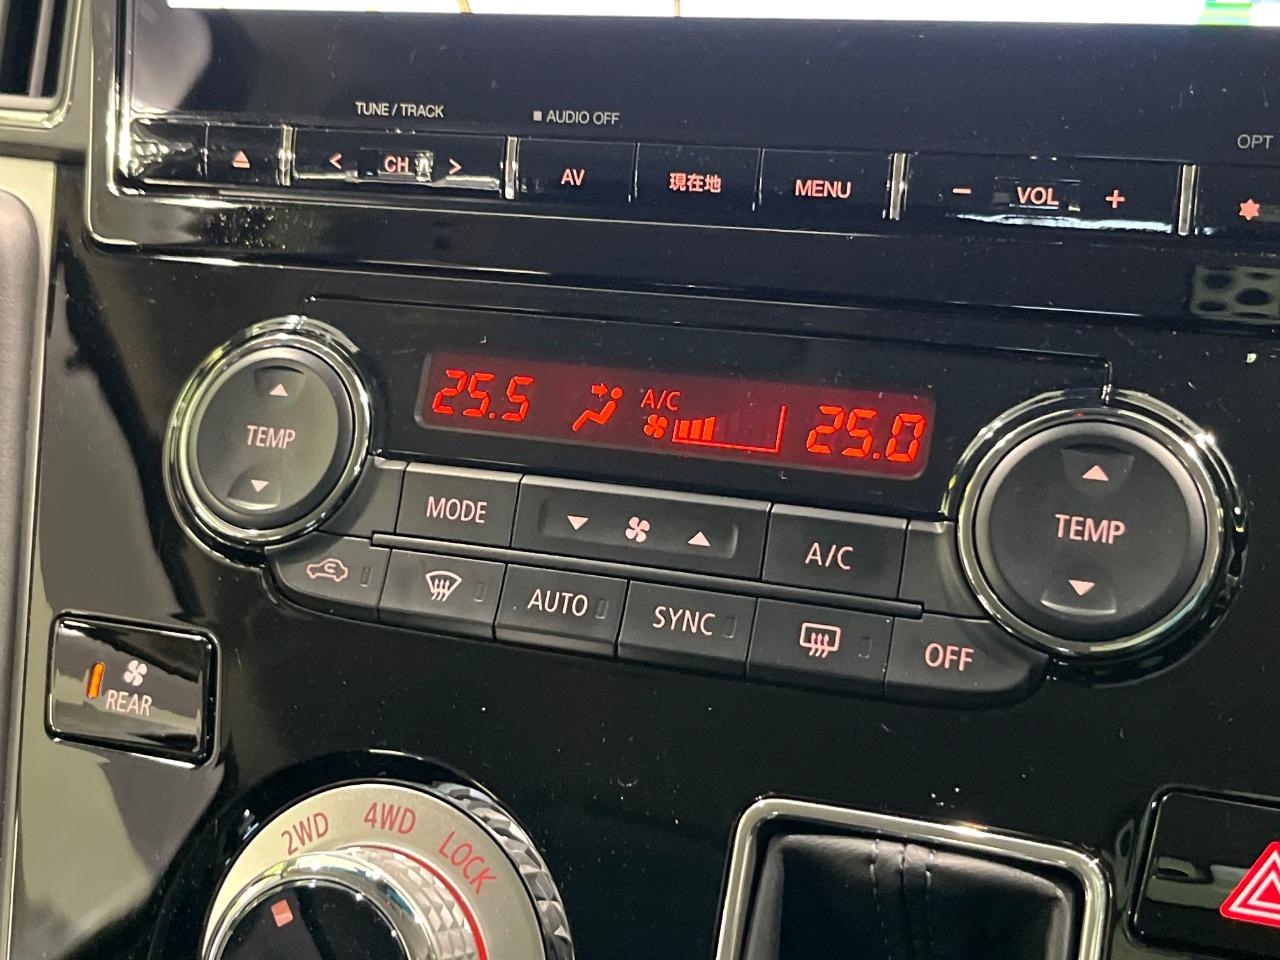 TUNE / TRACK
AUDIO OFF
OPT
CH
AV
現在地
MENU
VOL
25.5
A/C
25.0
TEMP
MODE
A/C
TEMP
AUTO
SYNC
OFF
REAR
2WD
4WD
LOCK